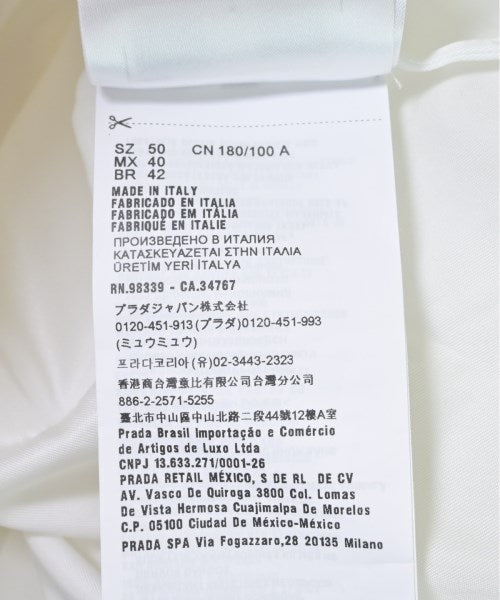 SZ 50 CN 180/100 A
MX 40
BR 42
MADE IN ITALY
FABRICADO EN ITALIA
FABRICADO EM ITÁLIA
FABRIQUÉ EN ITALIE
ПРОИЗВЕДЕНО В ИТАЛИЯ
ΚΑΤΑΣΚΕΥΑΖΕΤΑΙ ΣΤΗΝ ΙΤΑΛΙΑ
ÜRETİM YERİ İTALYA
RN.98339 - CA.34767
プラダジャパン株式会社
0120-451-913(プラダ)0120-451-993
(ミュウミュウ)
프라다코리아(유)02-3443-2323
香港商台灣意比有限公司台灣分公司
886-2-2571-5255
臺北市中山區中山北路二段44號12樓A室
Prada Brasil Importação e Comércio
de Artigos de Luxo Ltda
CNPJ 13.633.271/0001-26
PRADA RETAIL MÉXICO, S DE RL DE CV
AV. Vasco De Quiroga 3800 Col. Lomas
De Vista Hermosa Cuajimalpa De Morelos
C.P. 05100 Ciudad De México-México
PRADA SPA Via Fogazzaro,28 20135 Milano